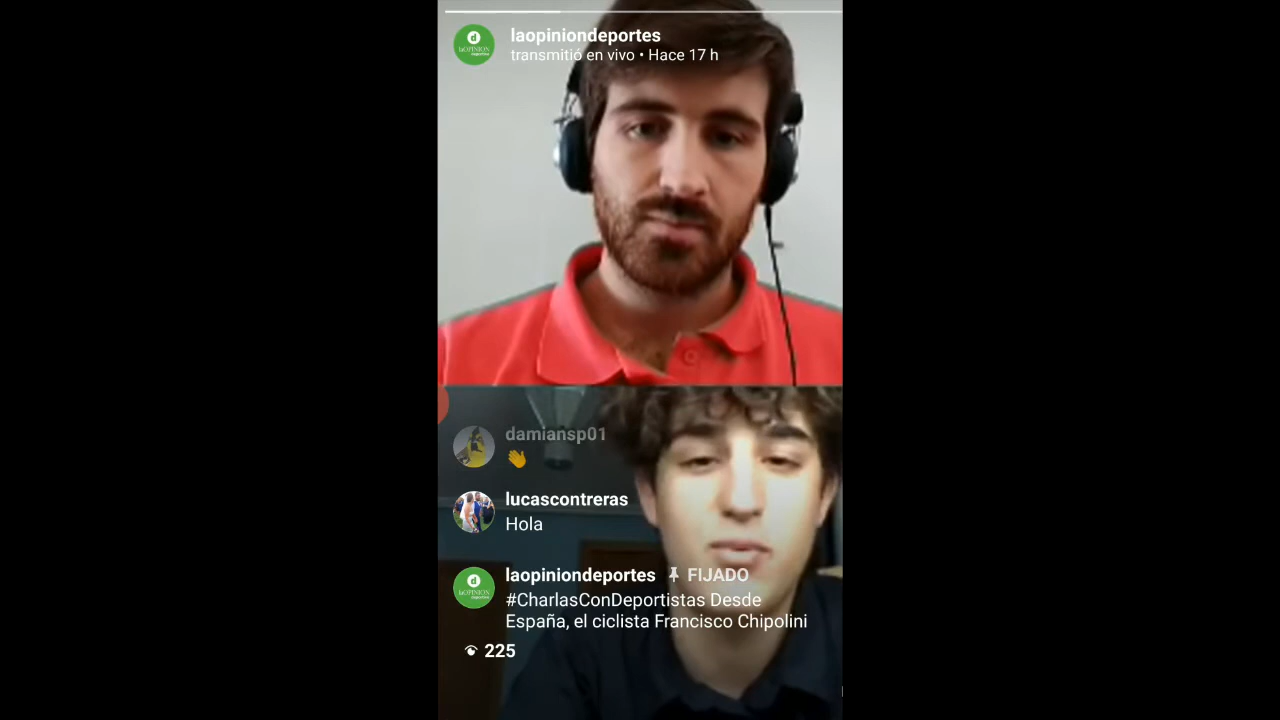 laopiniondeportes
transmitió en vivo • Hace 17 h
damiansp01
lucascontreras
Hola
laopiniondeportes FIJADO
#CharlasConDeportistas Desde
España, el ciclista Francisco Chipolini
225